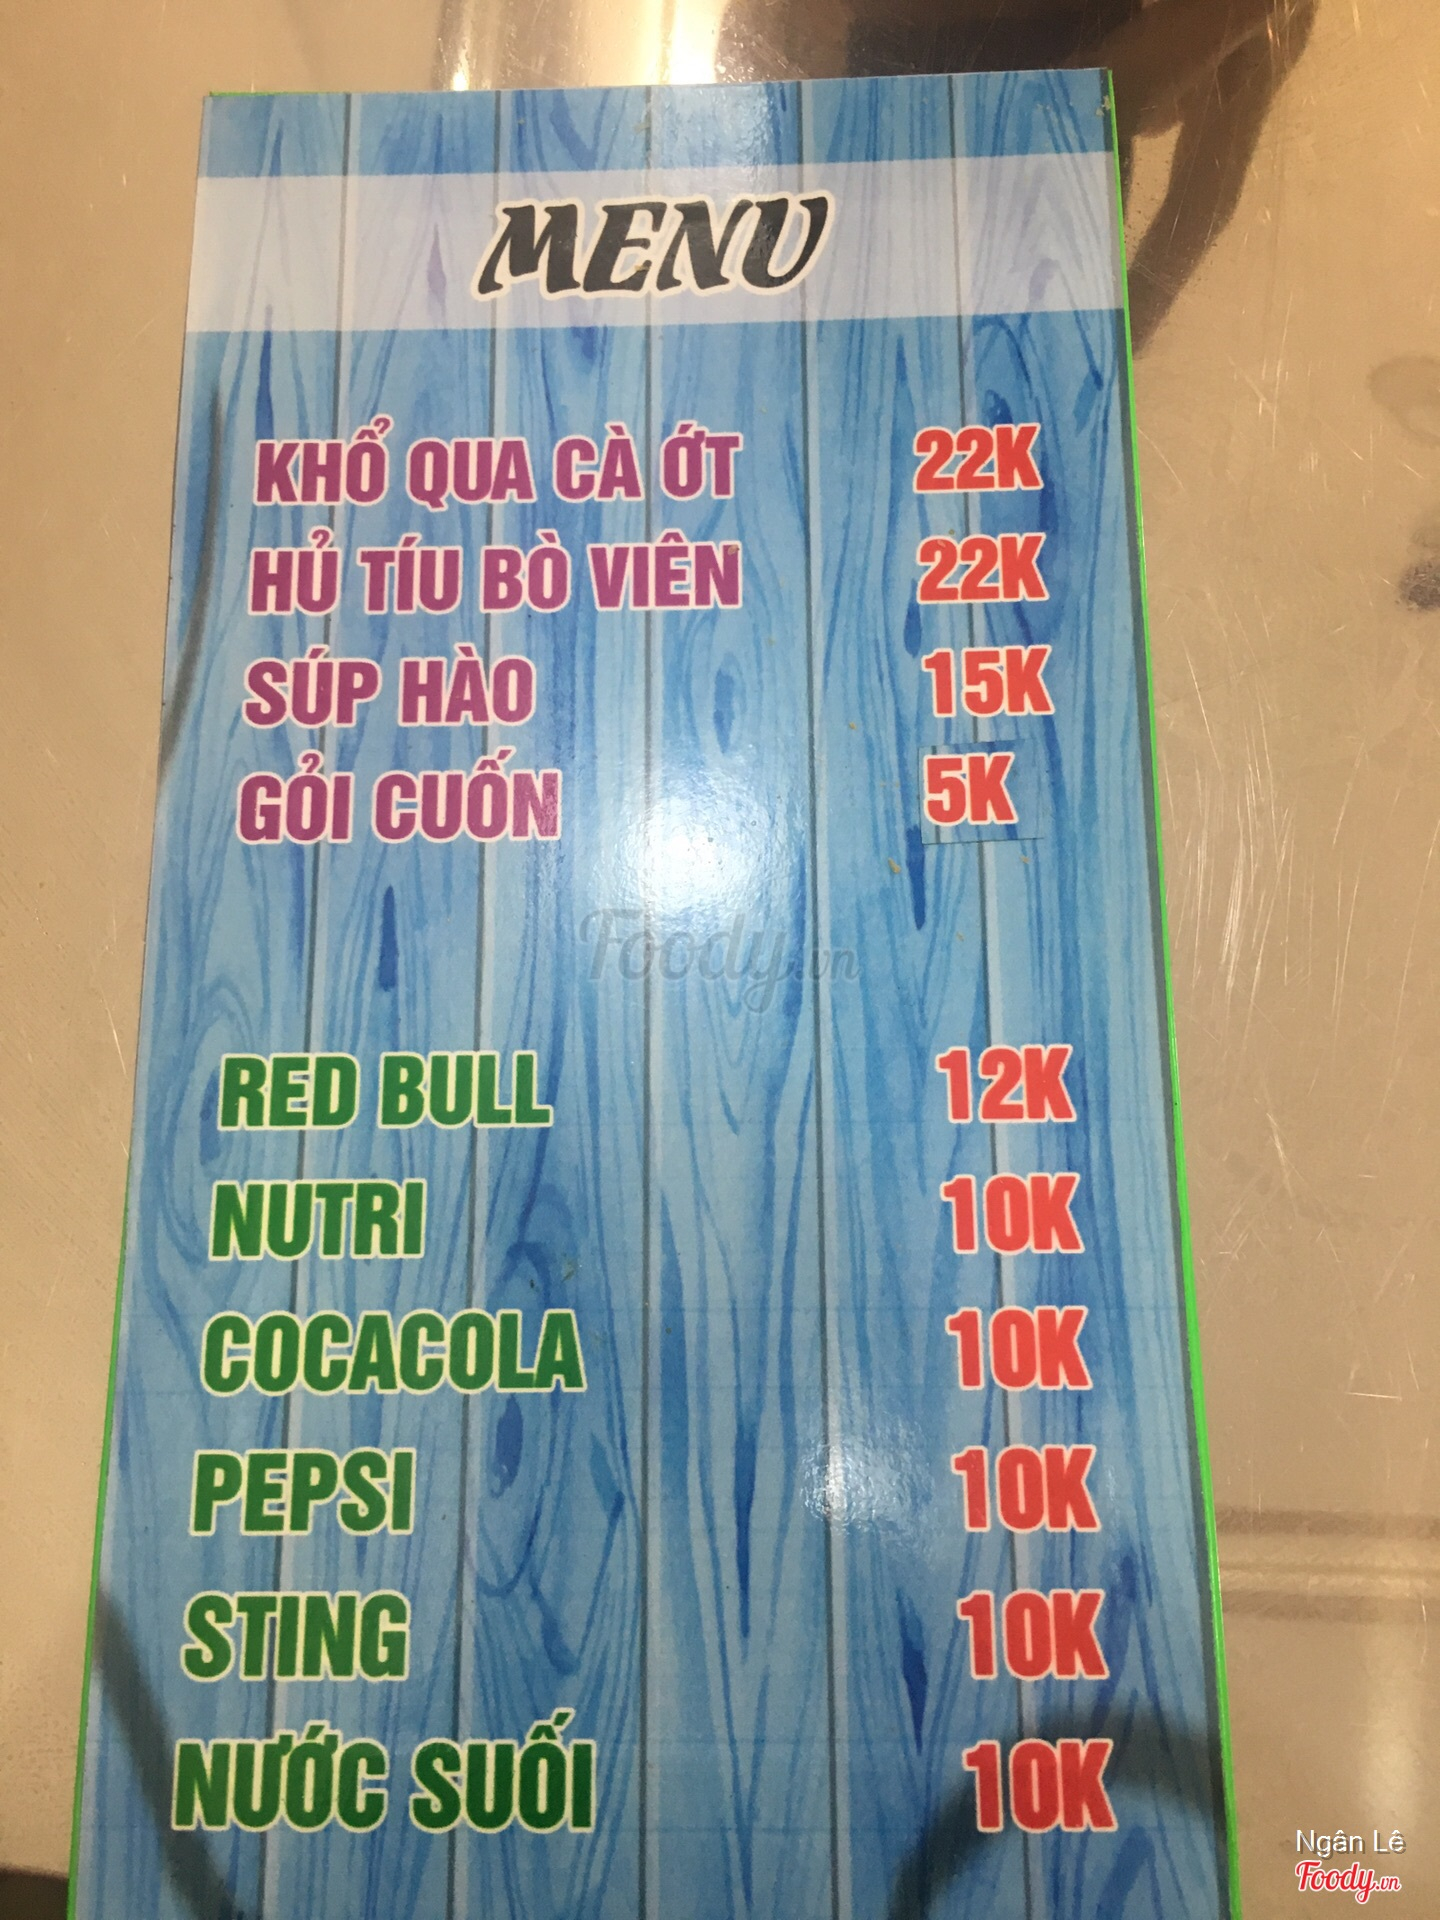 MENU
KHỔ QUA CÀ ỚT 22K
HỦ TÍU BÒ VIÊN 22K
SÚP HÀO 15K
GỎI CUỐN 5K
Foody.vn
RED BULL 12K
NUTRI 10K
COCACOLA 10K
PEPSI 10K
STING 10K
NƯỚC SUỐI 10K
Ngân Lê
Foody.vn